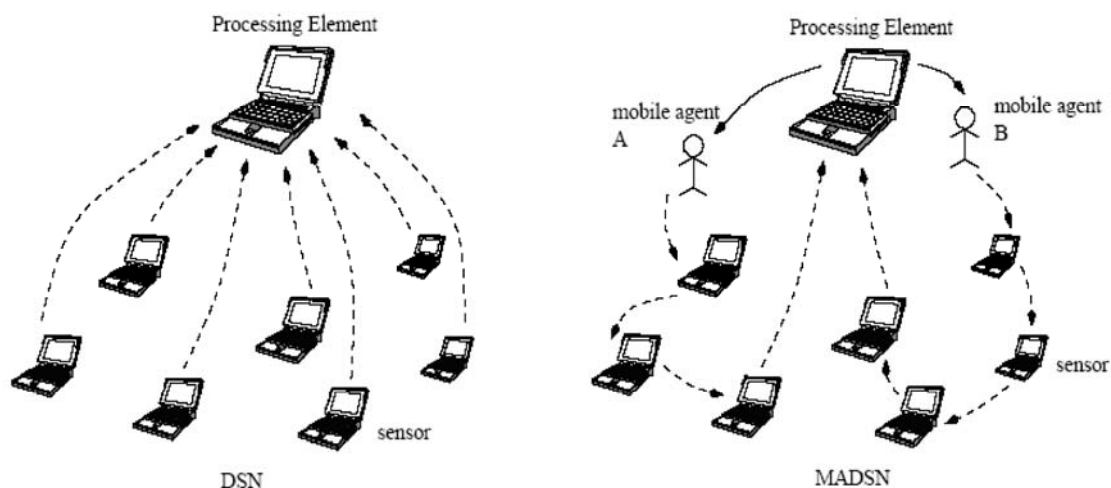 Processing Element
sensor
DSN
Processing Element
mobile agent
A
mobile agent
B
sensor
MADSN